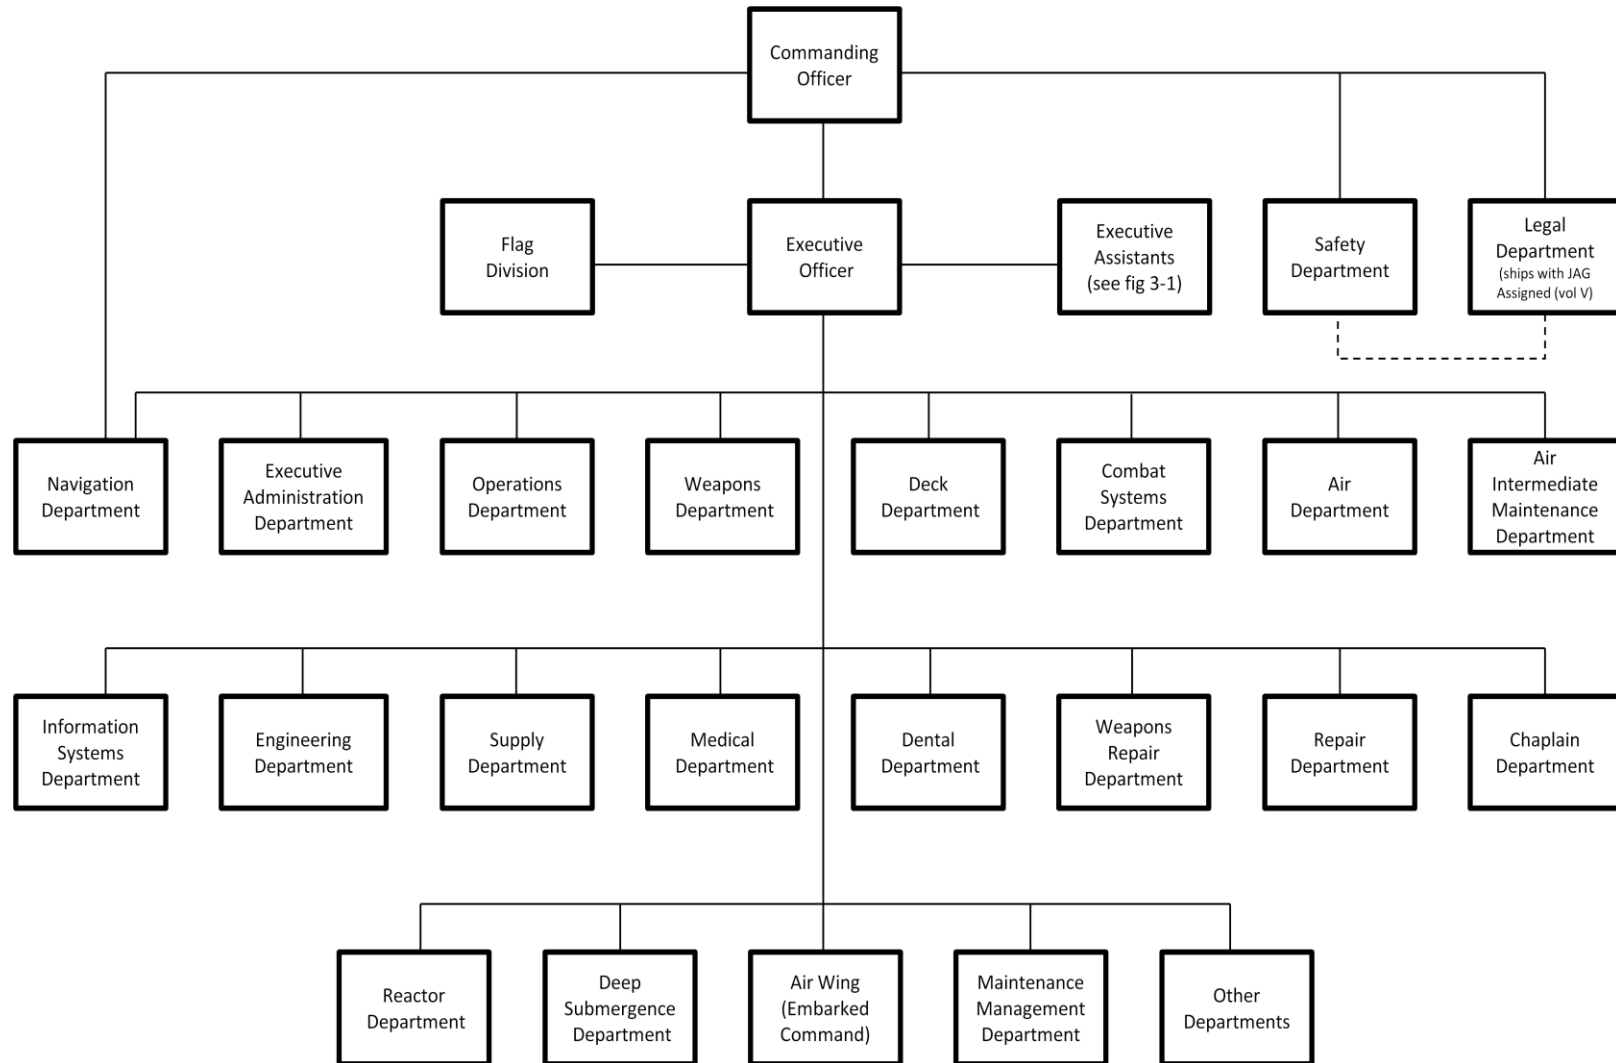 Commanding
Officer
Flag
Division
Executive
Officer
Executive
Assistants
(see fig 3-1)
Safety
Department
Legal
Department
(ships with JAG
Assigned (vol V)
Navigation
Department
Executive
Administration
Department
Operations
Department
Weapons
Department
Deck
Department
Combat
Systems
Department
Air
Department
Air
Intermediate
Maintenance
Department
Information
Systems
Department
Engineering
Department
Supply
Department
Medical
Department
Dental
Department
Weapons
Repair
Department
Repair
Department
Chaplain
Department
Reactor
Department
Deep
Submergence
Department
Air Wing
(Embarked
Command)
Maintenance
Management
Department
Other
Departments